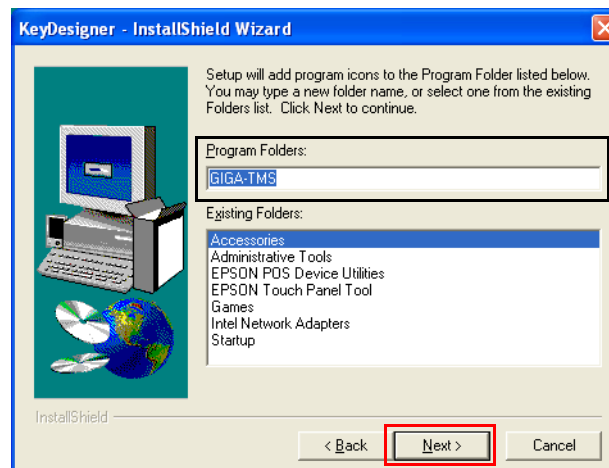 KeyDesigner - InstallShield Wizard
Setup will add program icons to the Program Folder listed below.
You may type a new folder name, or select one from the existing
Folders list. Click Next to continue.
Program Folders:
GIGA-TMS
Existing Folders:
Accessories
Administrative Tools
EPSON POS Device Utilities
EPSON Touch Panel Tool
Games
Intel Network Adapters
Startup
InstallShield
< Back Next > Cancel